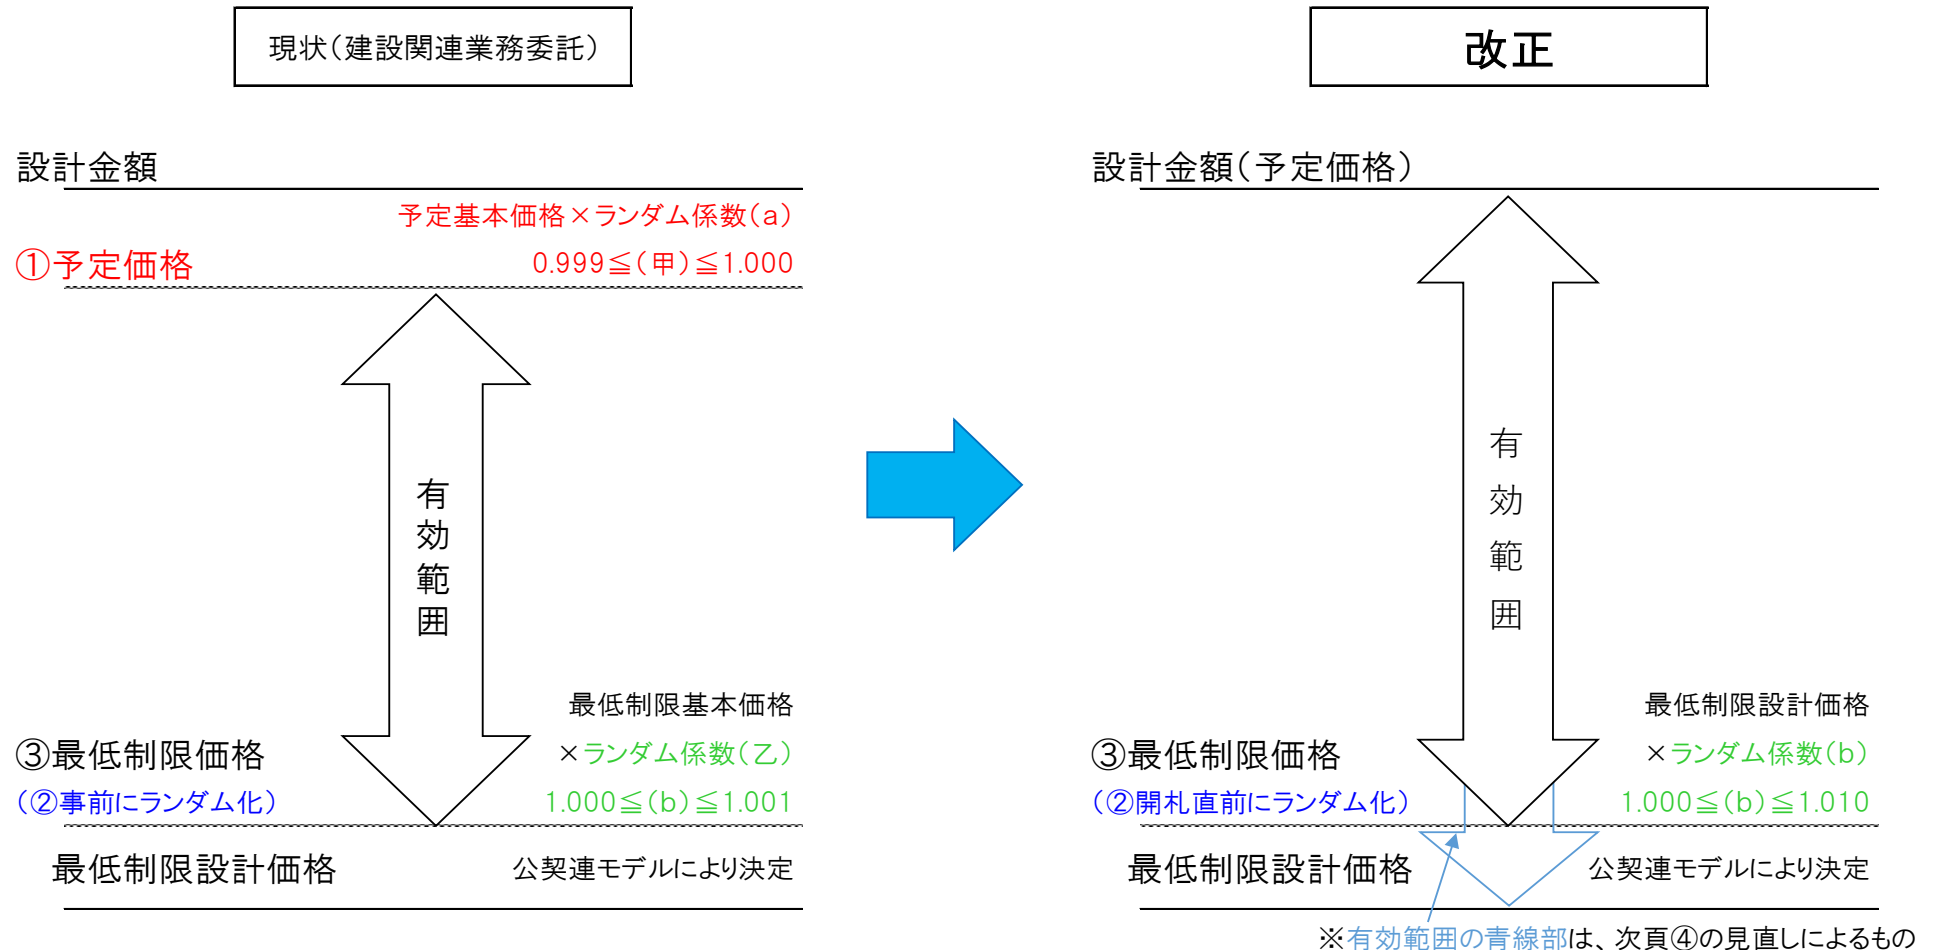 現状(建設関連業務委託)
設計金額
予定基本価格×ランダム係数(a)
①予定価格
0.999≦(甲)≦1.000
有効範囲
最低制限基本価格
③最低制限価格
×ランダム係数(乙)
(②事前にランダム化)
1.000≦(b)≦1.001
最低制限設計価格
公契連モデルにより決定
改正
設計金額(予定価格)
有効範囲
最低制限設計価格
③最低制限価格
×ランダム係数(b)
(②開札直前にランダム化)
1.000≦(b)≦1.010
最低制限設計価格
公契連モデルにより決定
※有効範囲の青線部は、次頁④の見直しによるもの